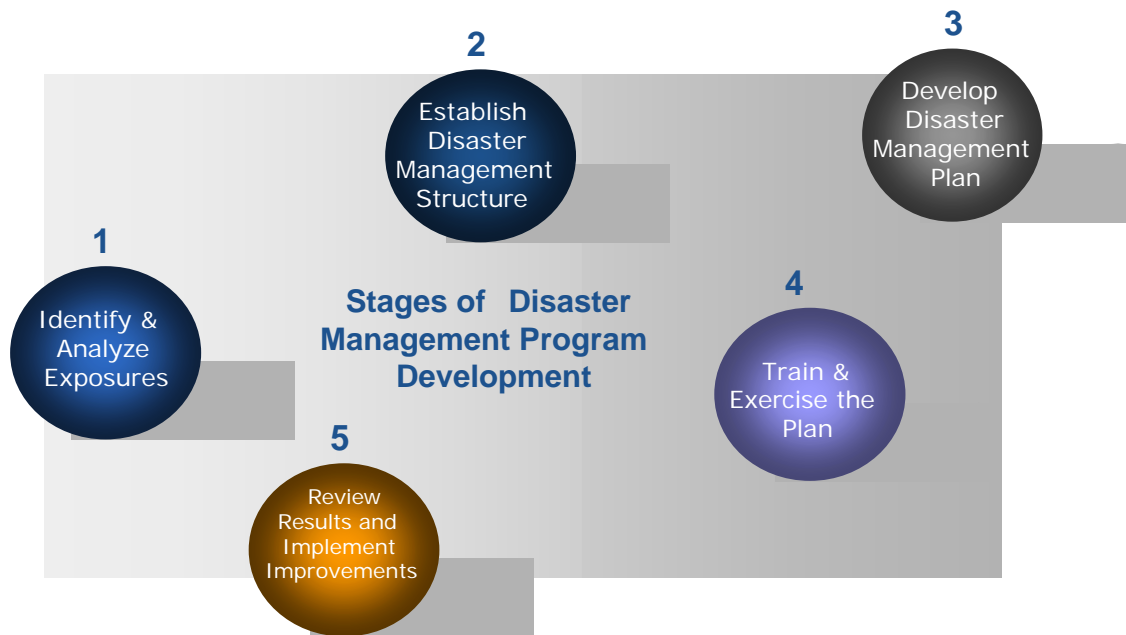 1
Identify &
Analyze
Exposures
2
Establish
Disaster
Management
Structure
3
Develop
Disaster
Management
Plan
Stages of Disaster
Management Program
Development
4
Train &
Exercise the
Plan
5
Review
Results and
Implement
Improvements